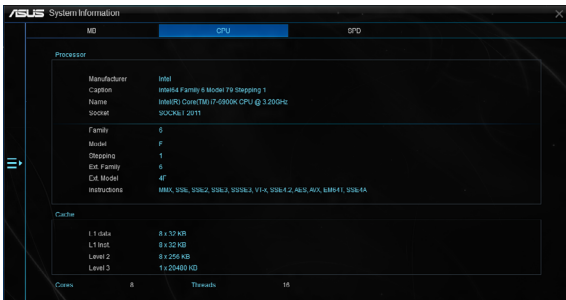 ASUS System Information
MB CPU SPD
Processor
Manufacturer Intel
Caption Intel64 Family 6 Model 79 Stepping 1
Name Intel(R) Core(TM) i7-6900K CPU @ 3.20GHz
Socket SOCKET 2011
Family 6
Model F
Stepping 1
Ext. Family 6
Ext. Model 4F
Instructions MMX, SSE, SSE2, SSE3, SSSE3, VT-x, SSE4.2, AES, AVX, EM64T, SSE4A
Cache
L1 data 8 x 32 KB
L1 Inst. 8 x 32 KB
Level 2 8 x 256 KB
Level 3 1 x 20480 KB
Cores 8 Threads 16